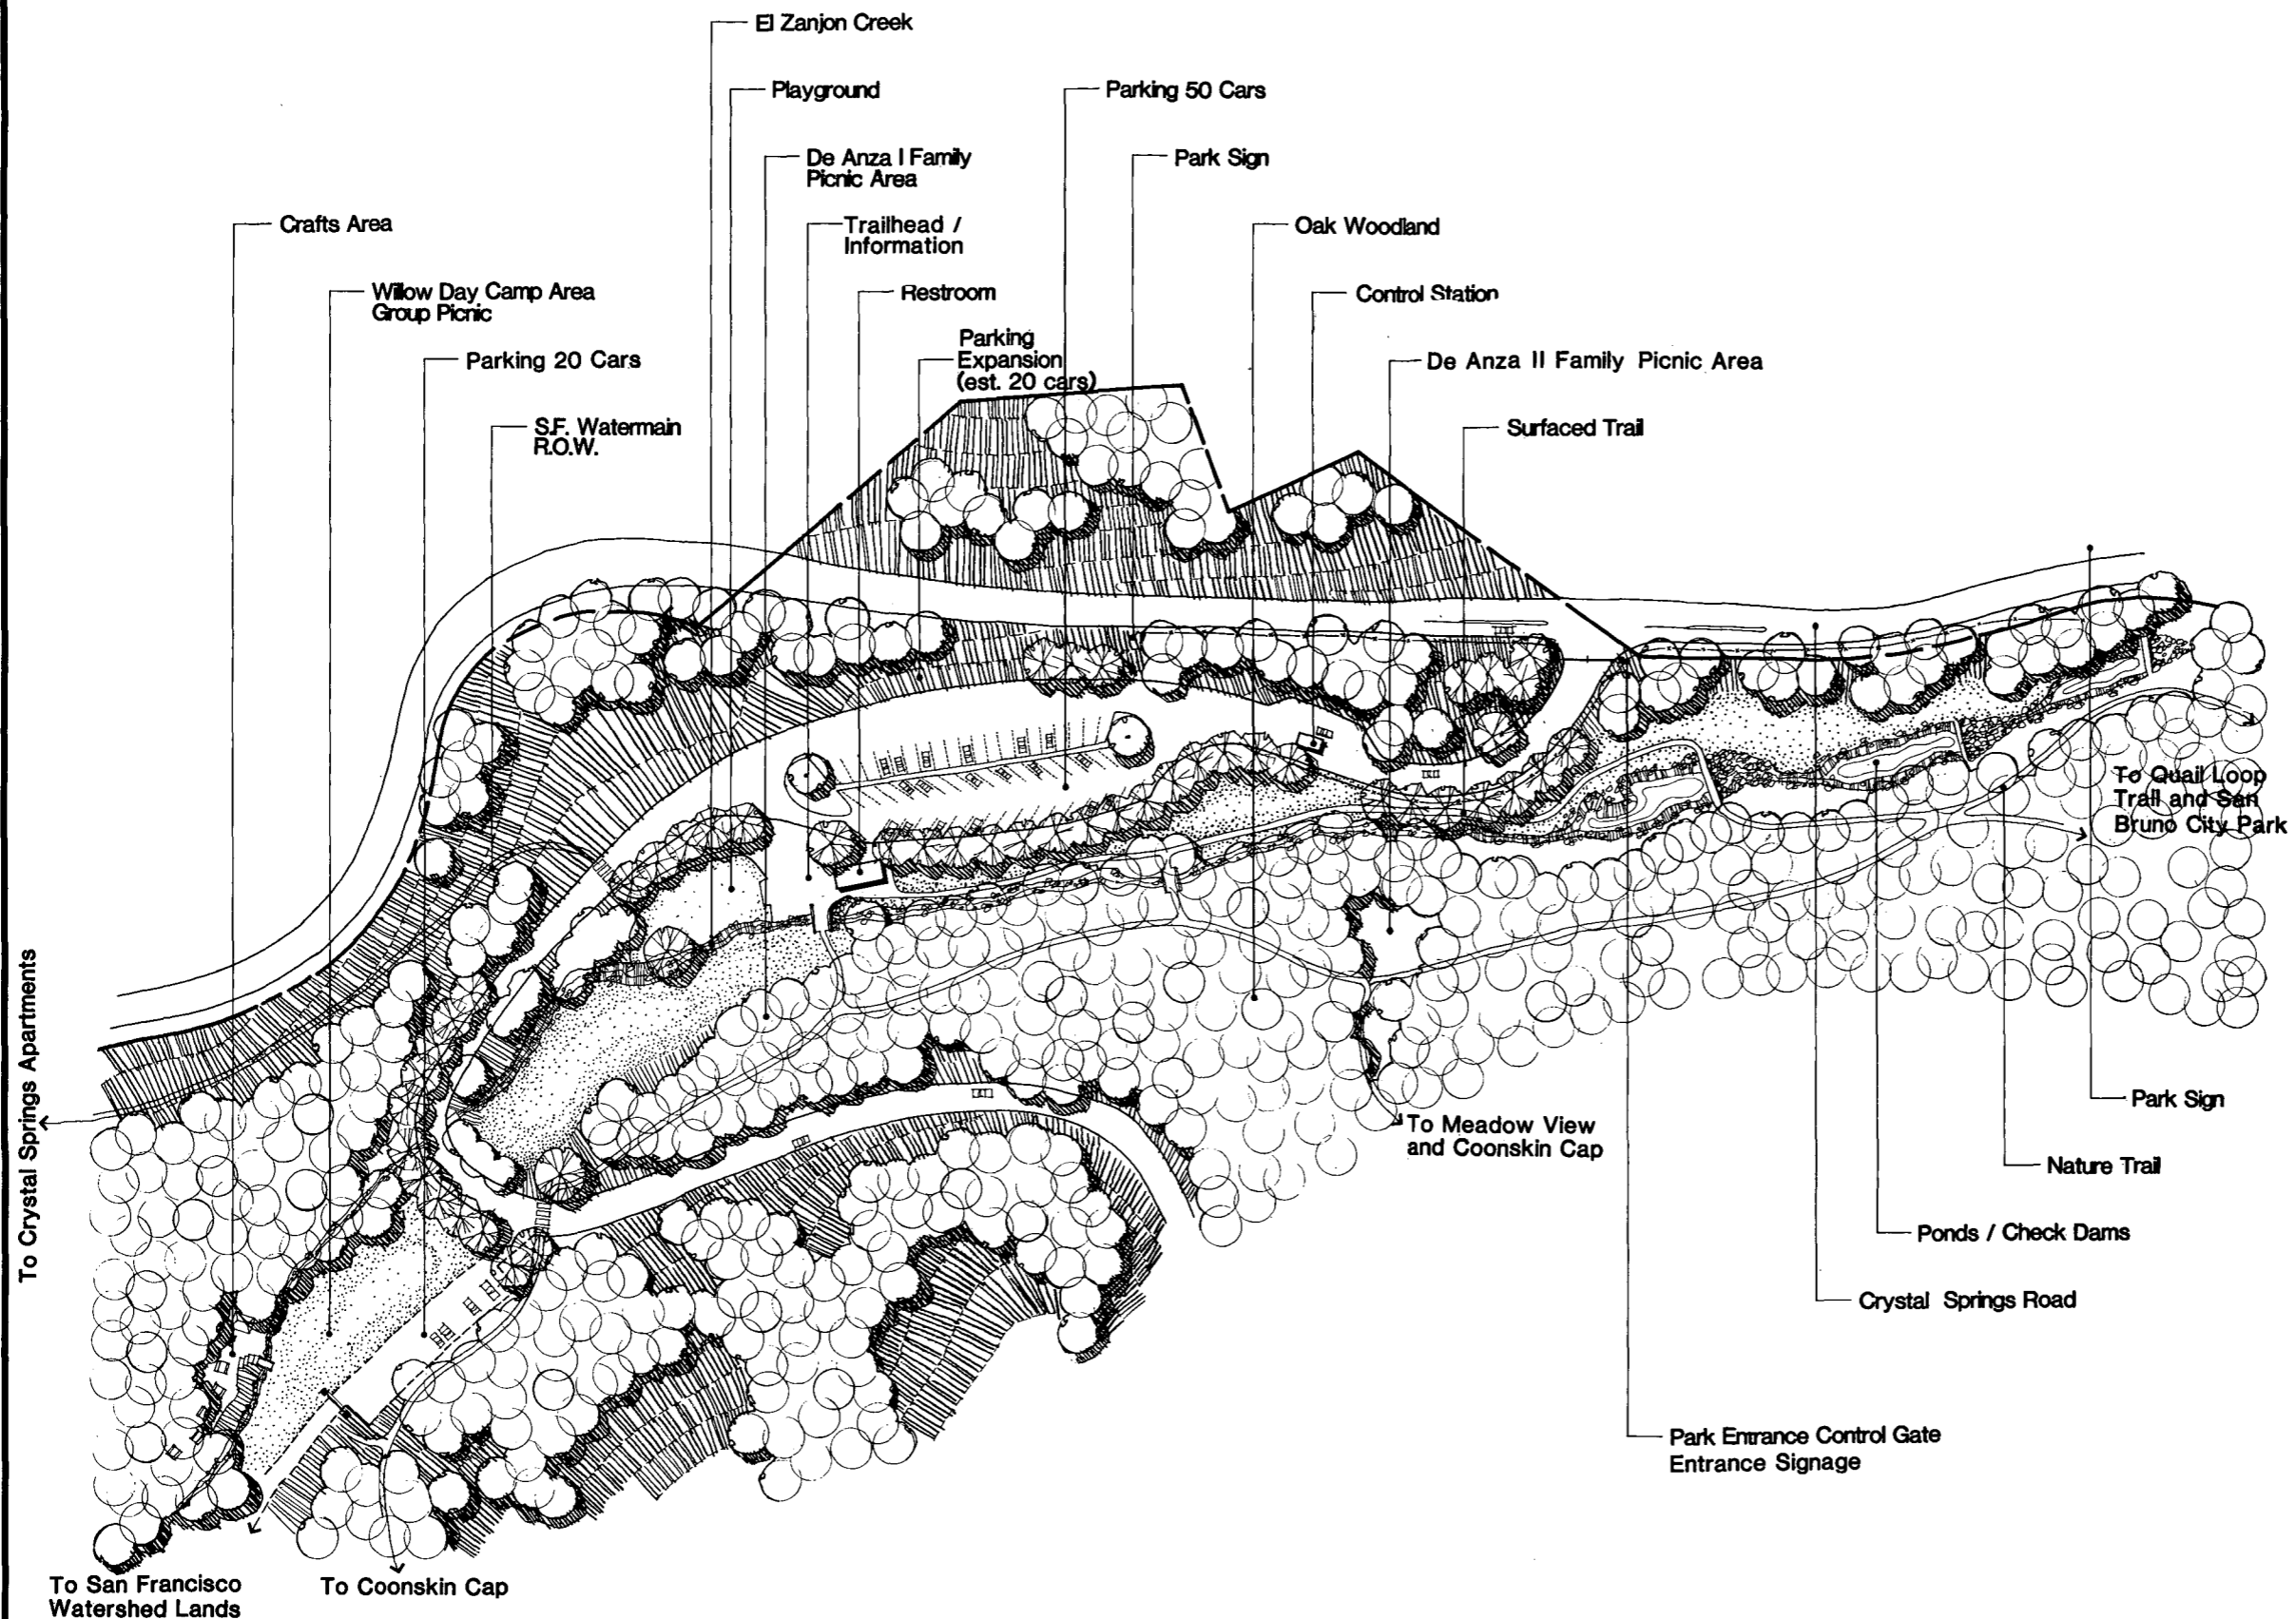 El Zanjon Creek
Playground
Parking 50 Cars
De Anza I Family
Picnic Area
Park Sign
Crafts Area
Trailhead /
Information
Oak Woodland
Willow Day Camp Area
Group Picnic
Restroom
Control Station
Parking
Expansion
(est. 20 cars)
Parking 20 Cars
De Anza II Family Picnic Area
S.F. Watermain
R.O.W.
Surfaced Trail
To Quail Loop
Trail and San
Bruno City Park
To Crystal Springs Apartments
Park Sign
To Meadow View
and Coonskin Cap
Nature Trail
Ponds / Check Dams
Crystal Springs Road
Park Entrance Control Gate
Entrance Signage
To San Francisco
Watershed Lands
To Coonskin Cap